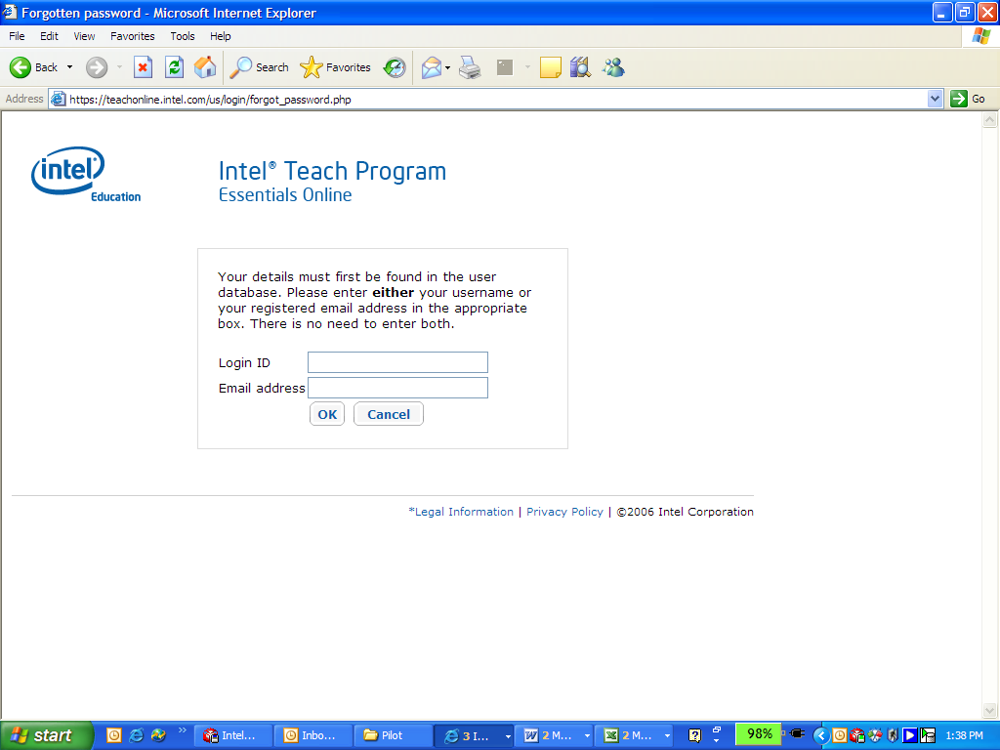 Forgotten password - Microsoft Internet Explorer
File Edit View Favorites Tools Help
Back Search Favorites
Address https://teachonline.intel.com/us/login/forgot_password.php Go
intel® Education
Intel® Teach Program
Essentials Online
Your details must first be found in the user
database. Please enter either your username or
your registered email address in the appropriate
box. There is no need to enter both.
Login ID
Email address
OK Cancel
*Legal Information | Privacy Policy | ©2006 Intel Corporation
start » Intel... Inbo... Pilot 3 I... 2 M... 2 M... 98% 1:38 PM